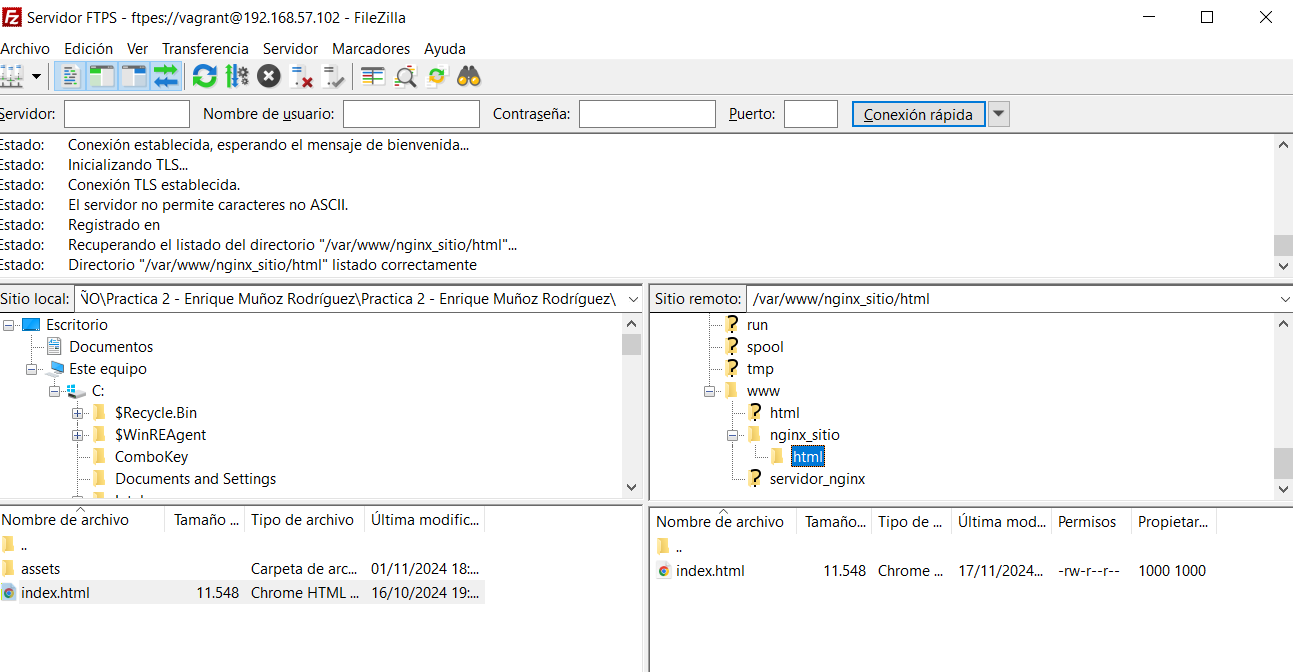 Servidor FTPS - ftpes://vagrant@192.168.57.102 - FileZilla
Archivo Edición Ver Transferencia Servidor Marcadores Ayuda
Servidor: Nombre de usuario: Contraseña: Puerto: Conexión rápida
Estado: Conexión establecida, esperando el mensaje de bienvenida...
Estado: Inicializando TLS...
Estado: Conexión TLS establecida.
Estado: El servidor no permite caracteres no ASCII.
Estado: Registrado en
Estado: Recuperando el listado del directorio "/var/www/nginx_sitio/html"...
Estado: Directorio "/var/www/nginx_sitio/html" listado correctamente
Sitio local: ÑO\Practica 2 - Enrique Muñoz Rodríguez\Practica 2 - Enrique Muñoz Rodríguez\
Escritorio
Documentos
Este equipo
C:
$Recycle.Bin
$WinREAgent
ComboKey
Documents and Settings
Nombre de archivo Tamaño ... Tipo de archivo Última modific...
..
assets Carpeta de arc... 01/11/2024 18:...
index.html 11.548 Chrome HTML ... 16/10/2024 19:...
Sitio remoto: /var/www/nginx_sitio/html
run
spool
tmp
www
html
nginx_sitio
html
servidor_nginx
Nombre de archivo Tamaño... Tipo de ... Última mod... Permisos Propietar...
..
index.html 11.548 Chrome ... 17/11/2024... -rw-r--r-- 1000 1000